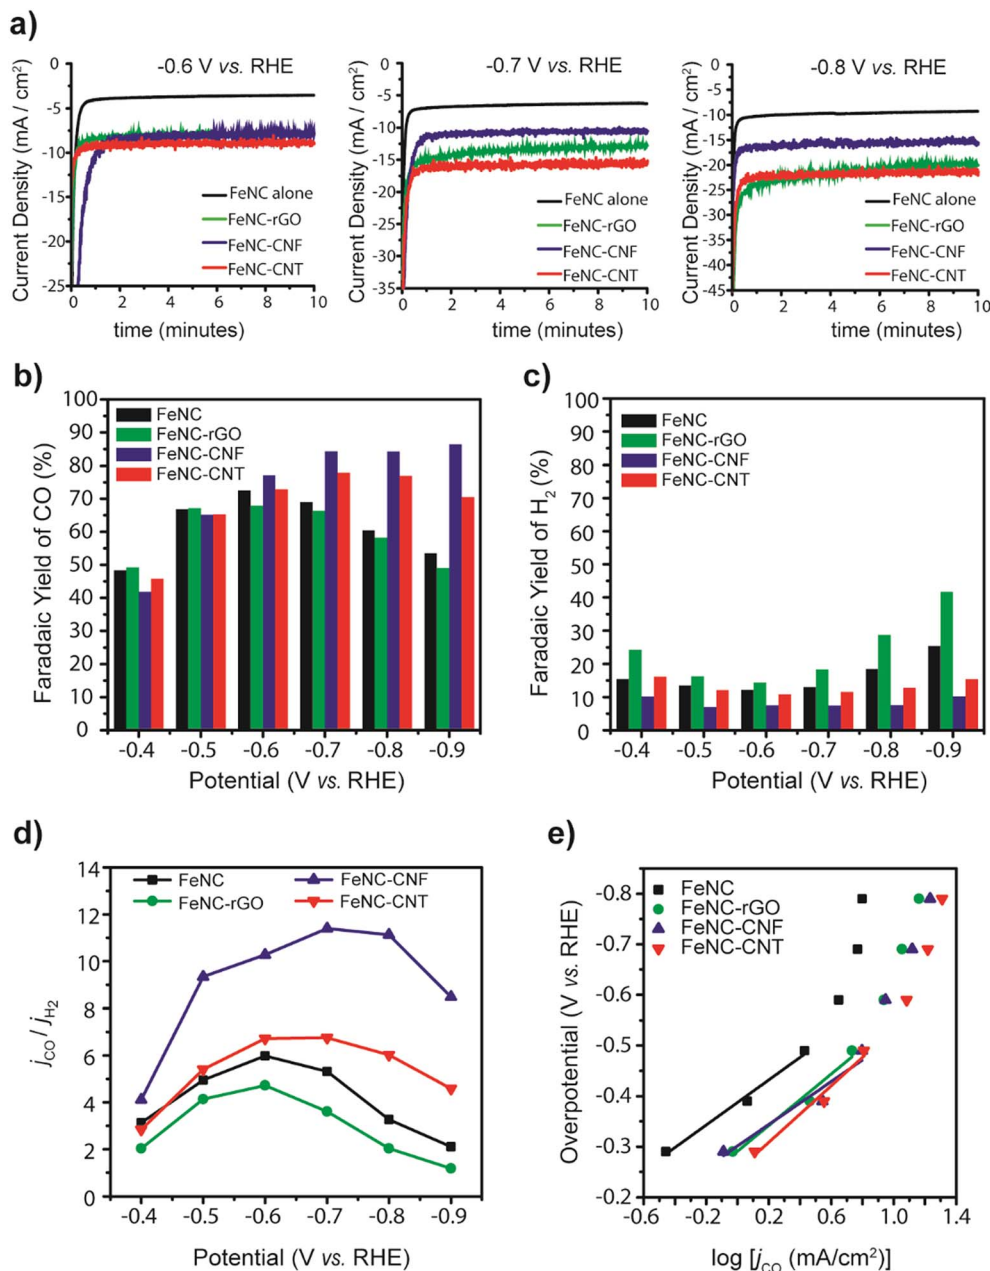 a)
-0.6 V vs. RHE
Current Density (mA / cm²)
0
-5
-10
-15
-20
-25
FeNC alone
FeNC-rGO
FeNC-CNF
FeNC-CNT
0 2 4 6 8 10
time (minutes)
-0.7 V vs. RHE
Current Density (mA / cm²)
0
-5
-10
-15
-20
-25
-30
-35
FeNC alone
FeNC-rGO
FeNC-CNF
FeNC-CNT
0 2 4 6 8 10
time (minutes)
-0.8 V vs. RHE
Current Density (mA / cm²)
0
-5
-10
-15
-20
-25
-30
-35
-40
-45
FeNC alone
FeNC-rGO
FeNC-CNF
FeNC-CNT
0 2 4 6 8 10
time (minutes)
b)
Faradaic Yield of CO (%)
100
90
80
70
60
50
40
30
20
10
0
FeNC
FeNC-rGO
FeNC-CNF
FeNC-CNT
-0.4 -0.5 -0.6 -0.7 -0.8 -0.9
Potential (V vs. RHE)
c)
Faradaic Yield of H₂ (%)
100
90
80
70
60
50
40
30
20
10
0
FeNC
FeNC-rGO
FeNC-CNF
FeNC-CNT
-0.4 -0.5 -0.6 -0.7 -0.8 -0.9
Potential (V vs. RHE)
d)
jCO / jH₂
14
12
10
8
6
4
2
0
FeNC FeNC-CNF
FeNC-rGO FeNC-CNT
-0.4 -0.5 -0.6 -0.7 -0.8 -0.9
Potential (V vs. RHE)
e)
Overpotential (V vs. RHE)
-0.8
-0.7
-0.6
-0.5
-0.4
-0.3
-0.2
FeNC
FeNC-rGO
FeNC-CNF
FeNC-CNT
-0.6 -0.2 0.2 0.6 1.0 1.4
log [jCO (mA/cm²)]